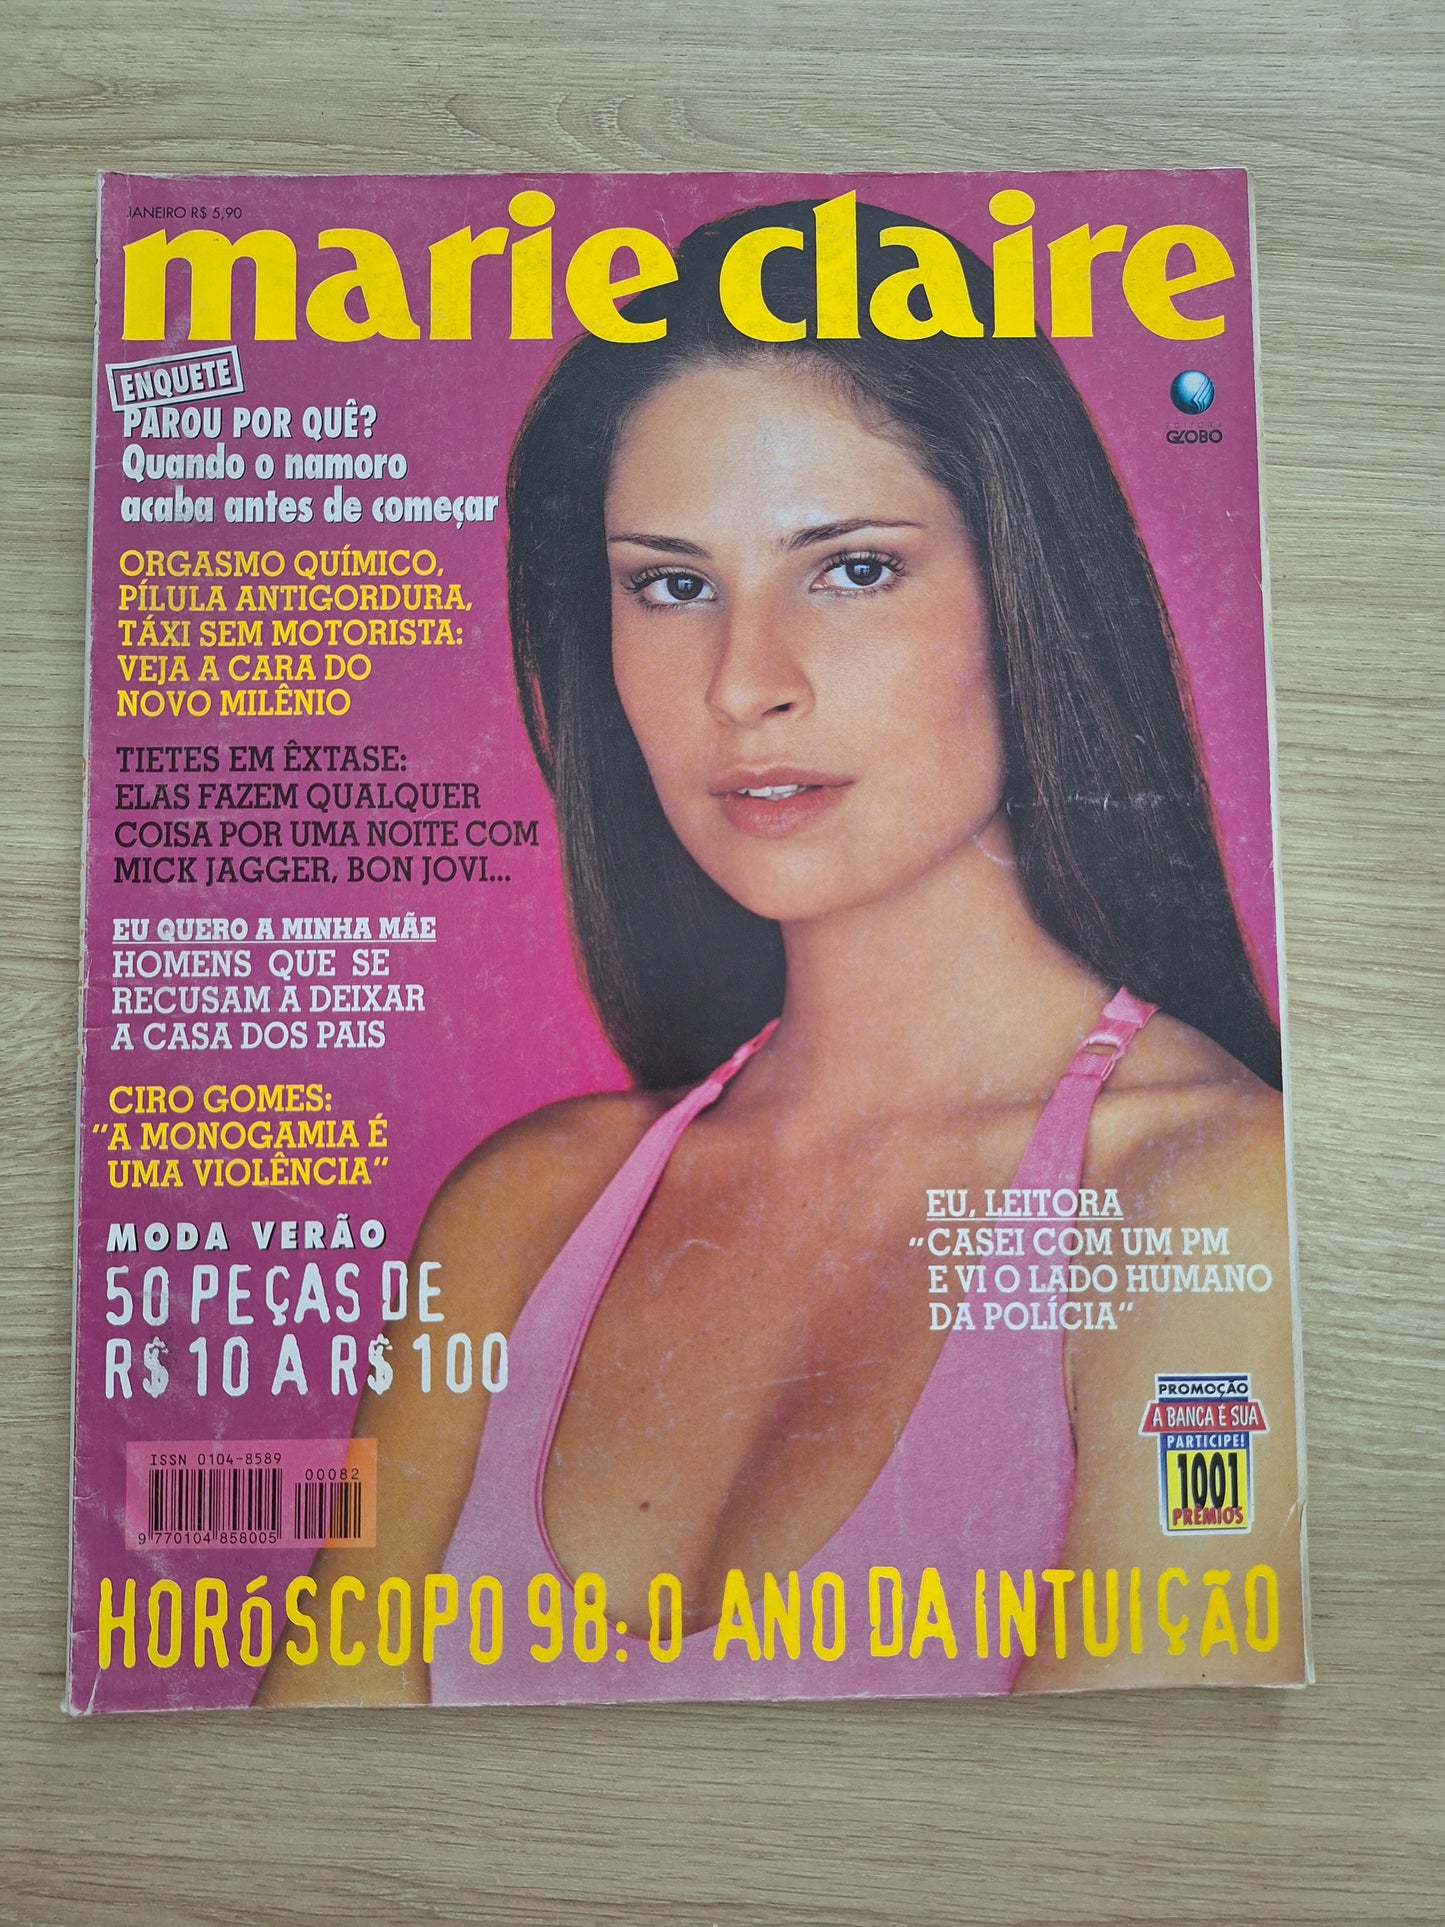 JANEIRO R$ 5,90
marie claire
ENQUETE
PAROU POR QUÊ?
Quando o namoro
acaba antes de começar
EDITORA
GLOBO
ORGASMO QUÍMICO,
PÍLULA ANTIGORDURA,
TÁXI SEM MOTORISTA:
VEJA A CARA DO
NOVO MILÊNIO
TIETES EM ÊXTASE:
ELAS FAZEM QUALQUER
COISA POR UMA NOITE COM
MICK JAGGER, BON JOVI...
EU QUERO A MINHA MÃE
HOMENS QUE SE
RECUSAM A DEIXAR
A CASA DOS PAIS
CIRO GOMES:
"A MONOGAMIA É
UMA VIOLÊNCIA"
MODA VERÃO
50 PEÇAS DE
R$ 10 A R$ 100
EU, LEITORA
"CASEI COM UM PM
E VI O LADO HUMANO
DA POLÍCIA"
PROMOÇÃO
A BANCA É SUA
PARTICIPE!
1001
PRÊMIOS
ISSN 0104-8589
00082
9 770104 858005
HORÓSCOPO 98: O ANO DA INTUIÇÃO